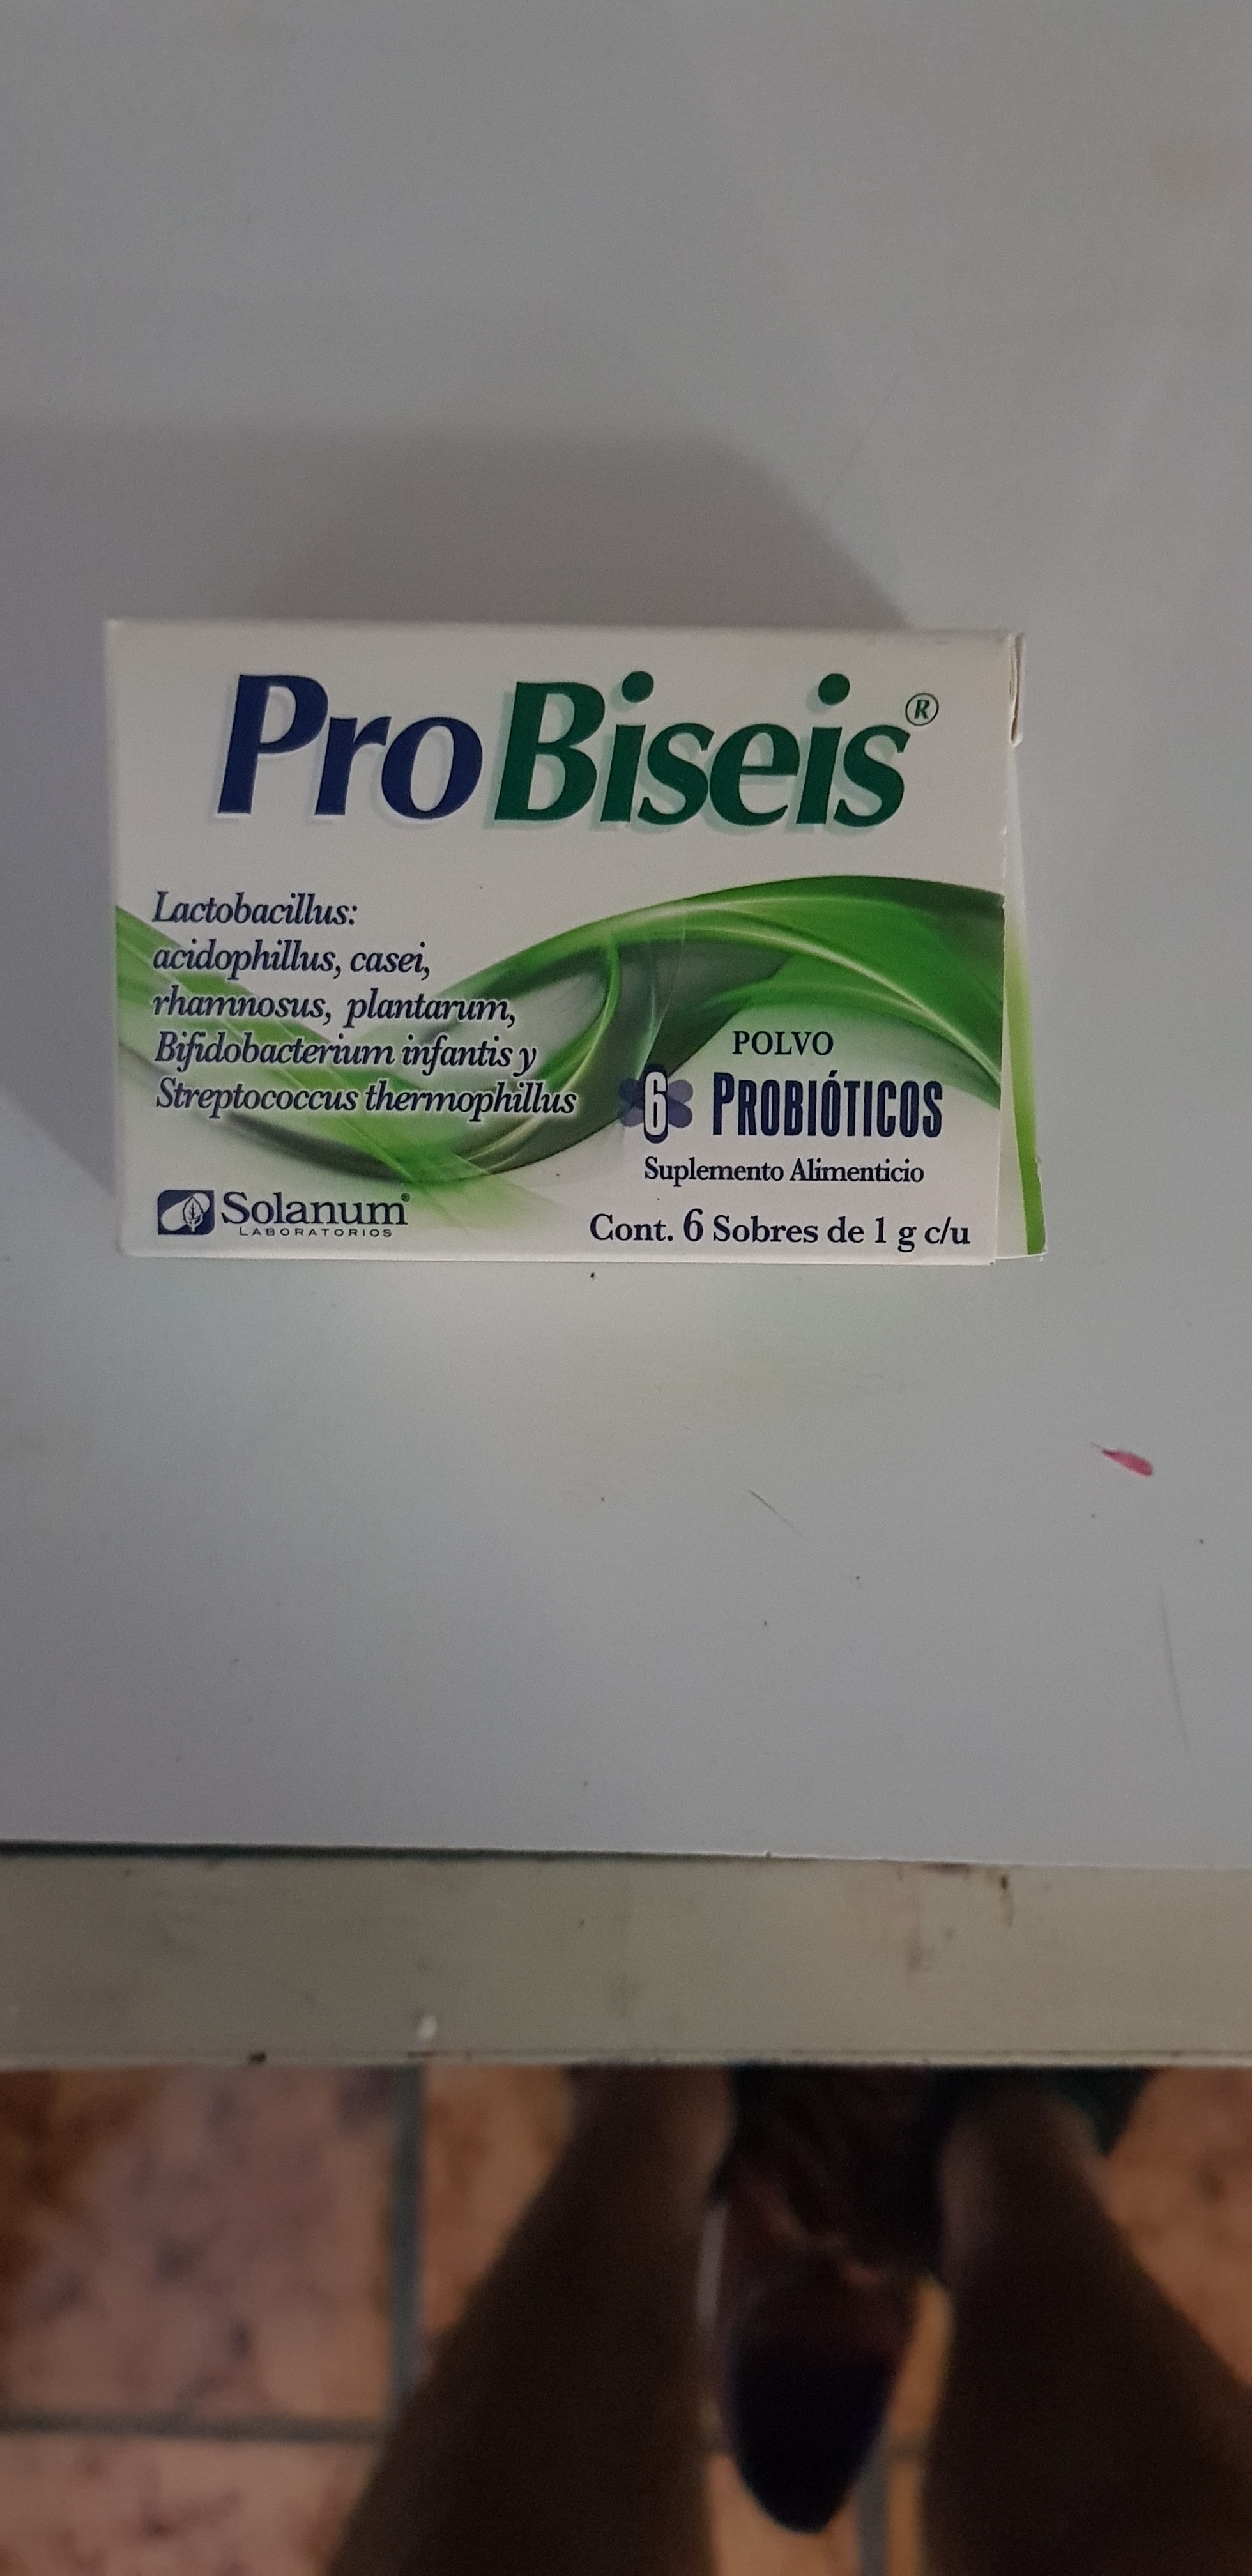 ProBiseis®
Lactobacillus:
acidophillus, casei,
rhamnosus, plantarum,
Bifidobacterium infantis y
Streptococcus thermophillus
POLVO
6 PROBIÓTICOS
Suplemento Alimenticio
Solanum®
LABORATORIOS
Cont. 6 Sobres de 1 g c/u